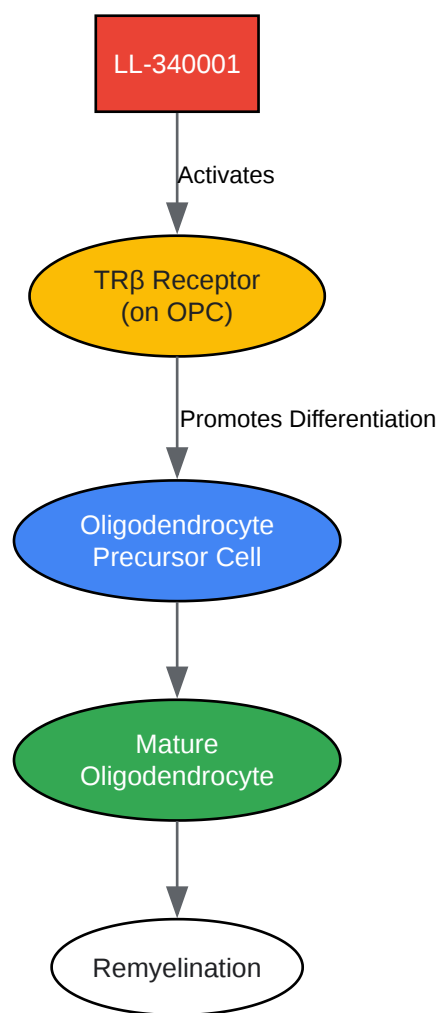 LL-340001
Activates
TRβ Receptor
(on OPC)
Promotes Differentiation
Oligodendrocyte
Precursor Cell
Mature
Oligodendrocyte
Remyelination